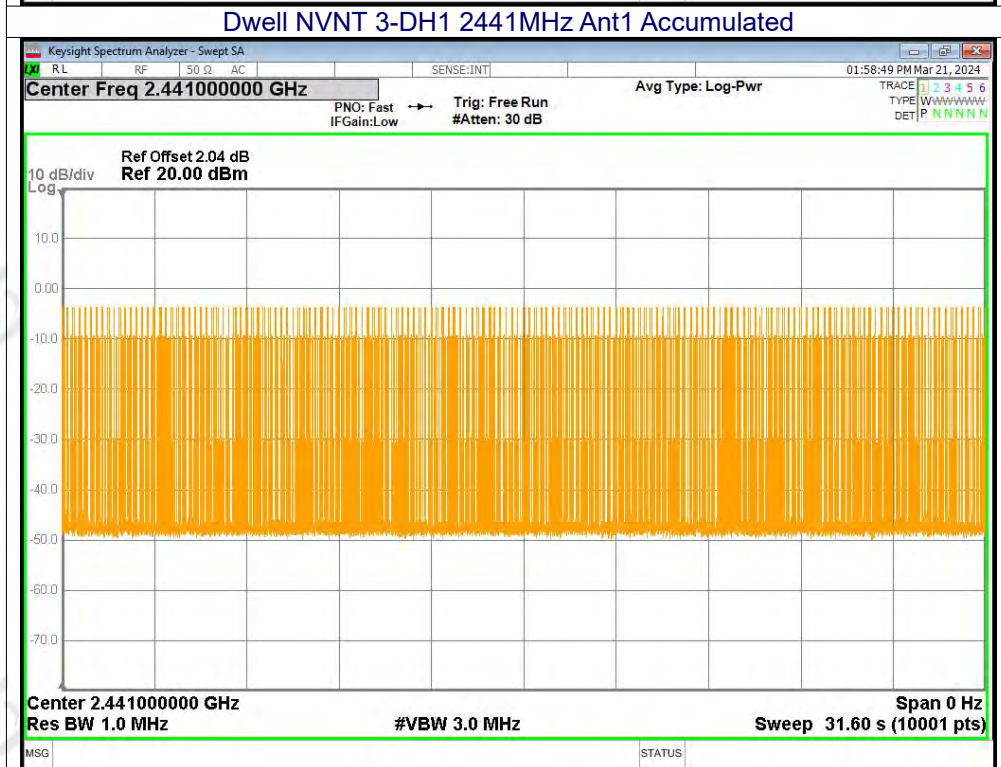 Dwell NVNT 3-DH1 2441MHz Ant1 Accumulated
Keysight Spectrum Analyzer - Swept SA
LXI RL RF 50 Ω AC SENSE:INT 01:58:49 PM Mar 21, 2024
Center Freq 2.441000000 GHz Avg Type: Log-Pwr TRACE 1 2 3 4 5 6
PNO: Fast Trig: Free Run TYPE WWWWWW
IFGain:Low #Atten: 30 dB DET P N N N N N
Ref Offset 2.04 dB
10 dB/div Ref 20.00 dBm
Log
10.0
0.00
-10.0
-20.0
-30.0
-40.0
-50.0
-60.0
-70.0
Center 2.441000000 GHz Span 0 Hz
Res BW 1.0 MHz #VBW 3.0 MHz Sweep 31.60 s (10001 pts)
MSG STATUS